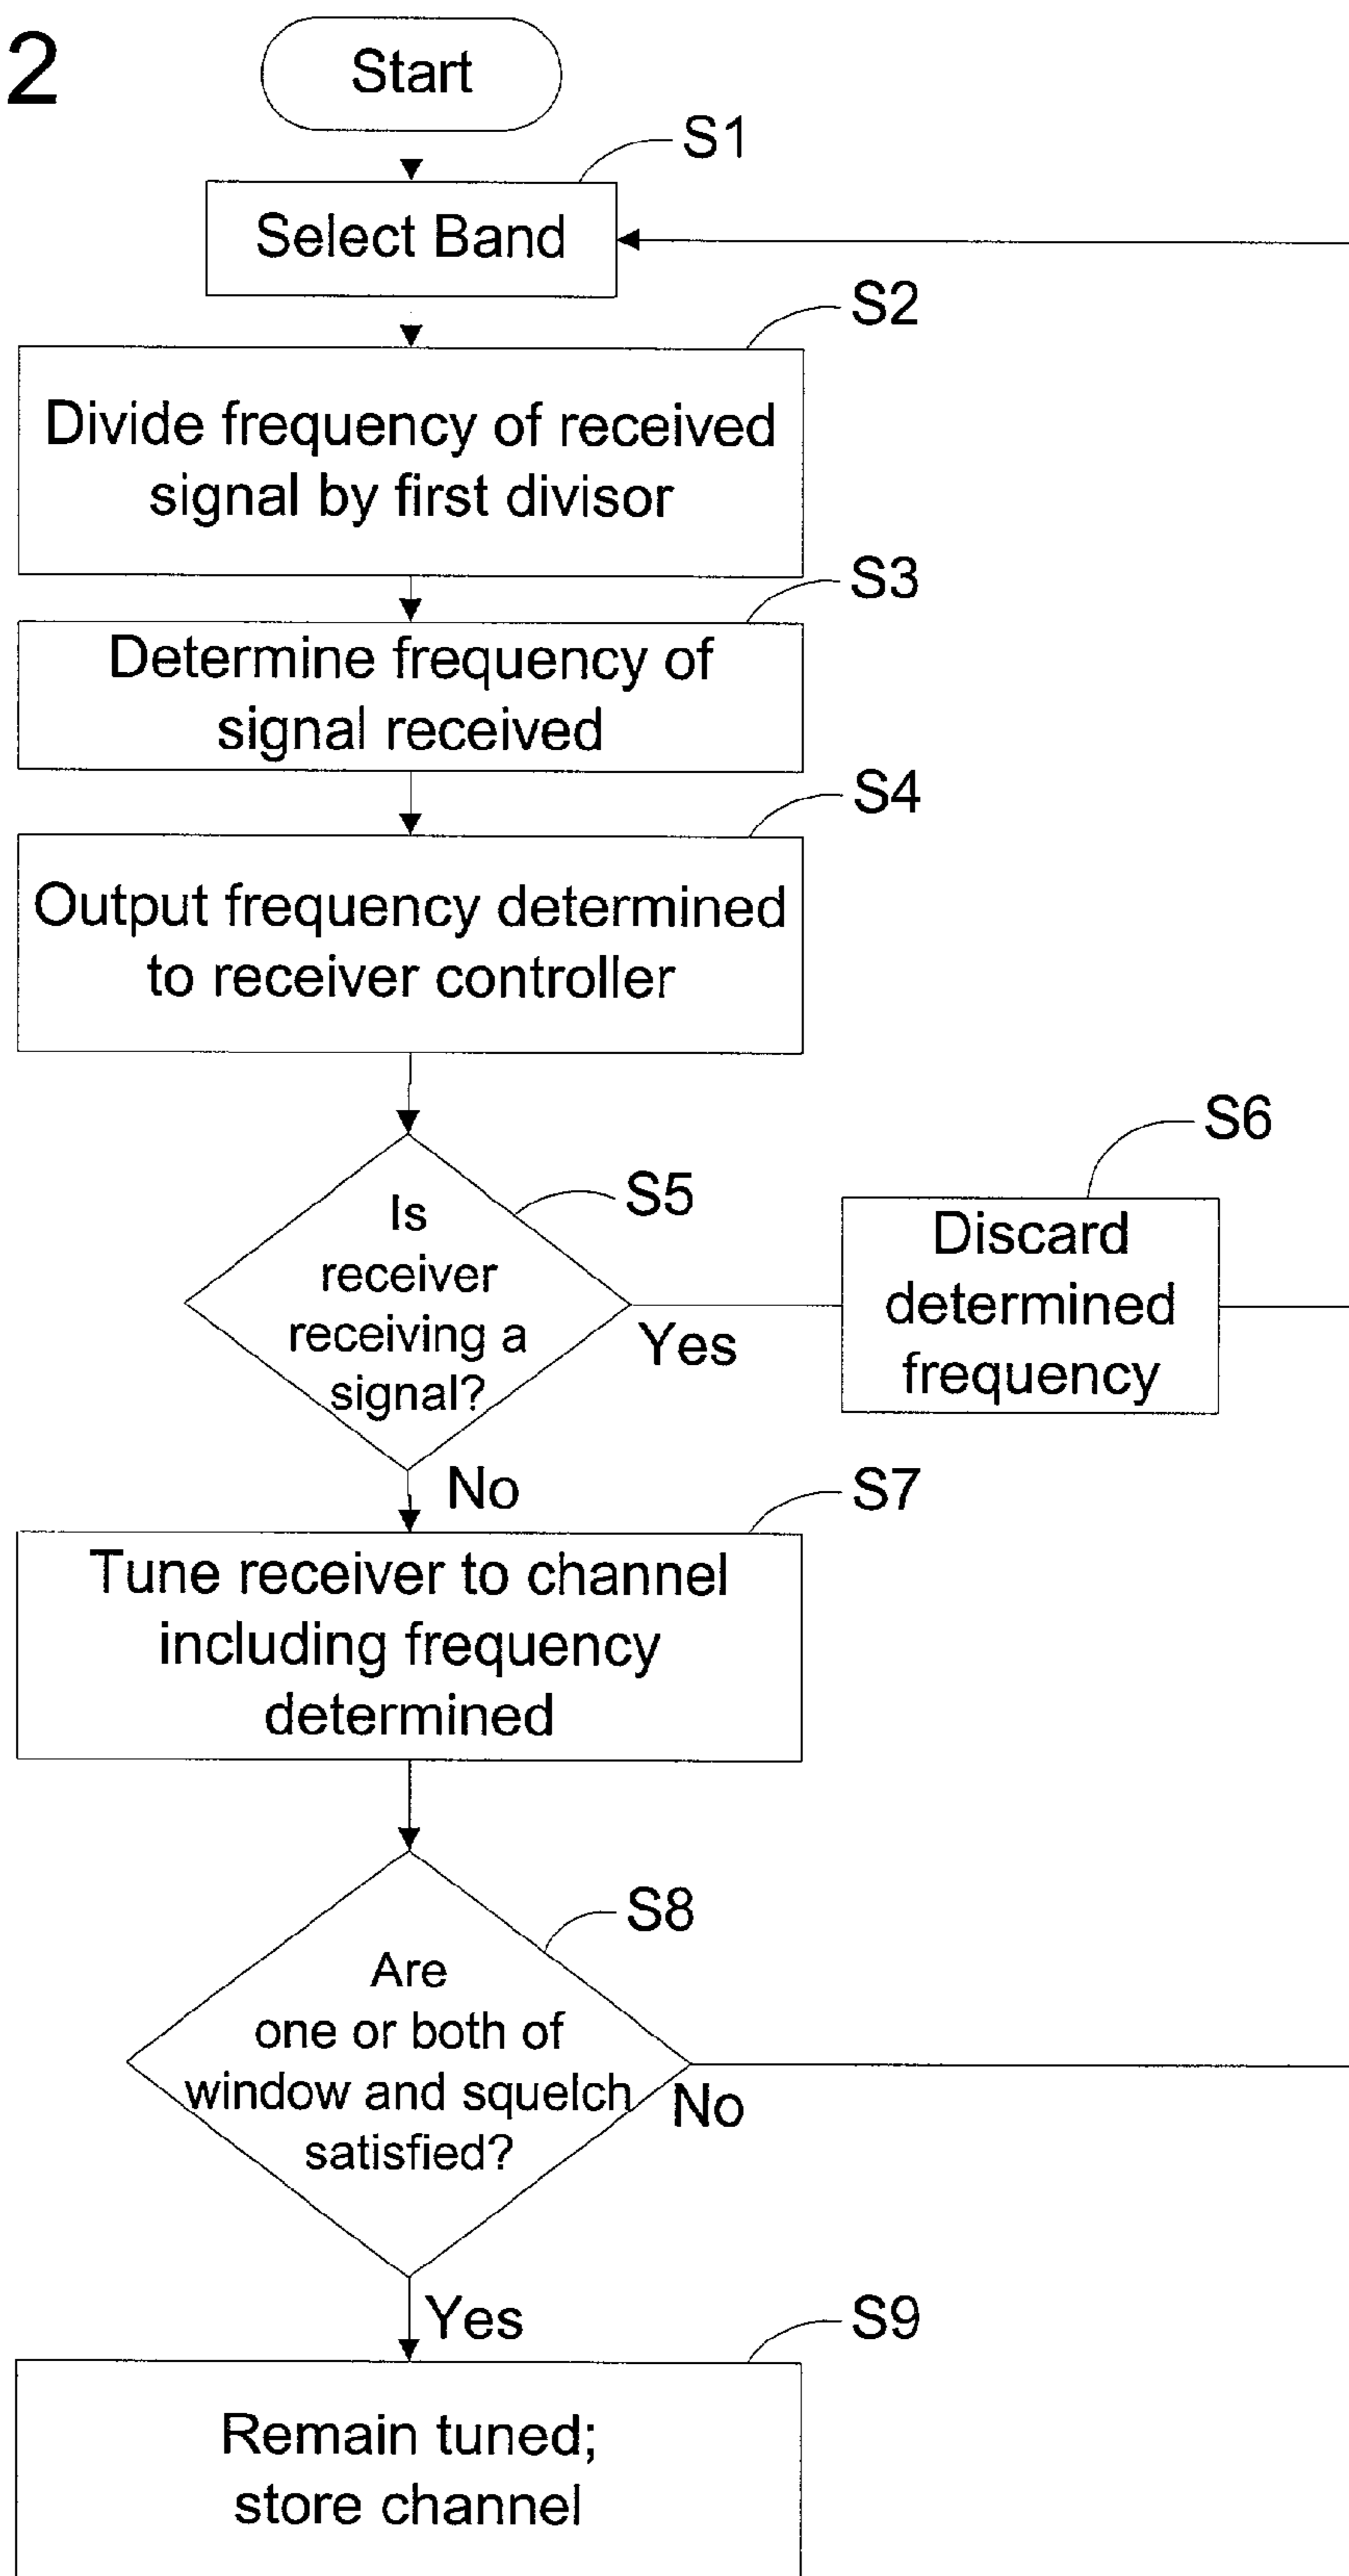 2
Start
S1
Select Band
S2
Divide frequency of received
signal by first divisor
S3
Determine frequency of
signal received
S4
Output frequency determined
to receiver controller
S5
Is
receiver
receiving a
signal?
Yes
S6
Discard
determined
frequency
No
S7
Tune receiver to channel
including frequency
determined
S8
Are
one or both of
window and squelch
satisfied?
No
Yes
S9
Remain tuned;
store channel